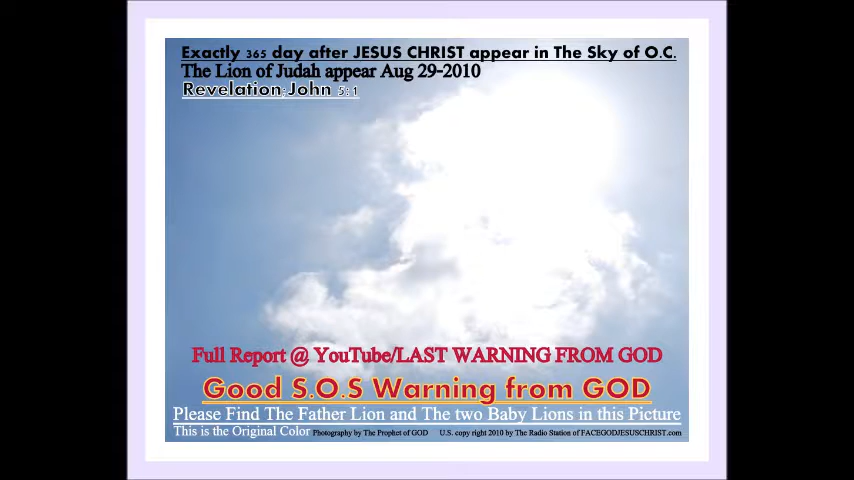 Exactly 365 day after JESUS CHRIST appear in The Sky of O.C.
The Lion of Judah appear Aug 29-2010
Revelation;John 5:1
Full Report @ YouTube/LAST WARNING FROM GOD
Good S.O.S Warning from GOD
Please Find The Father Lion and The two Baby Lions in this Picture
This is the Original Color Photography by The Prophet of GOD U.S. copy right 2010 by The Radio Station of FACEGODJESUSCHRIST.com